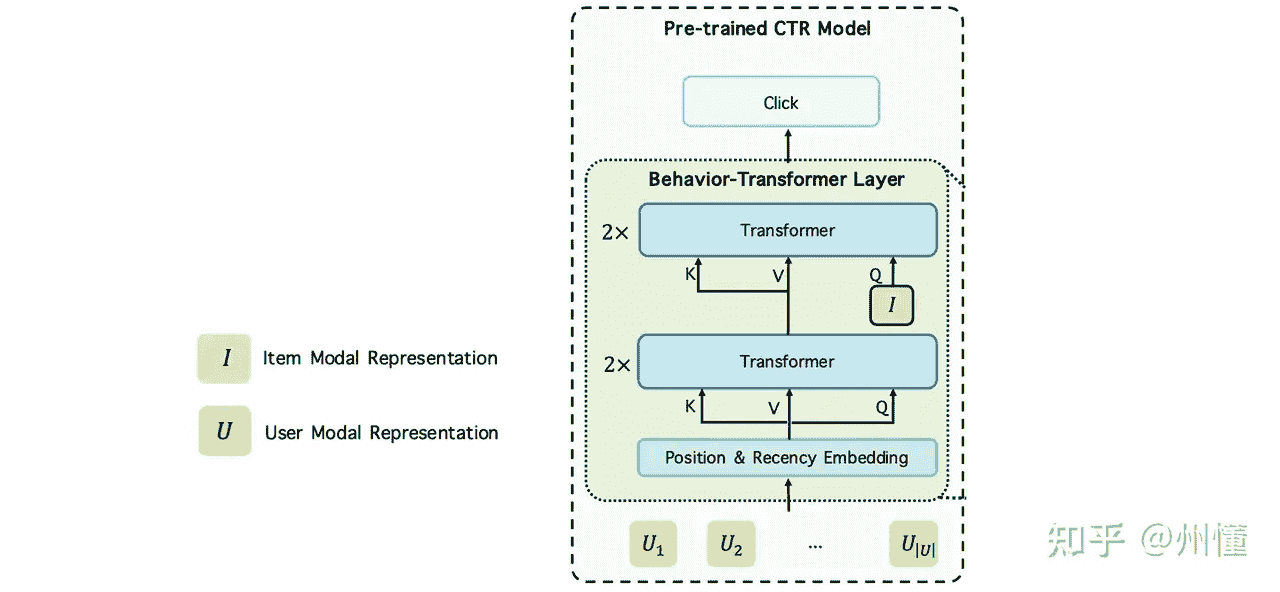 Pre-trained CTR Model
Click
Behavior-Transformer Layer
2× Transformer
K V Q
I
2× Transformer
K V Q
Position & Recency Embedding
U1 U2 ... U|U|
I Item Modal Representation
U User Modal Representation
知乎 @州懂